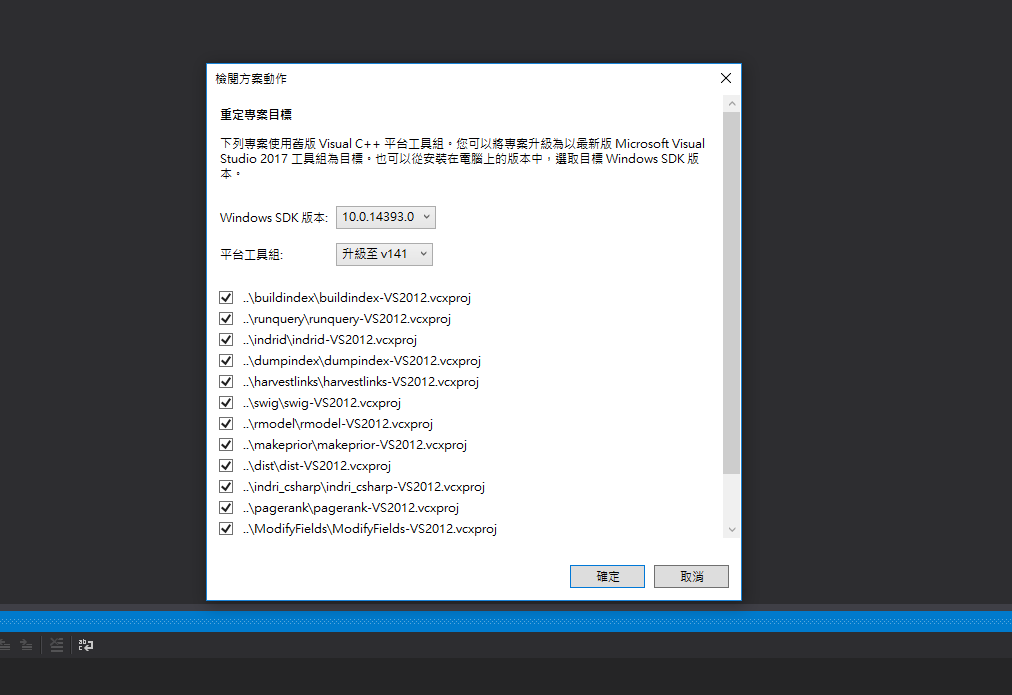 檢閱方案動作
重定專案目標
下列專案使用舊版 Visual C++ 平台工具組。您可以將專案升級為以最新版 Microsoft Visual
Studio 2017 工具組為目標。也可以從安裝在電腦上的版本中，選取目標 Windows SDK 版
本。
Windows SDK 版本: 10.0.14393.0
平台工具組: 升級至 v141
..\buildindex\buildindex-VS2012.vcxproj
..\runquery\runquery-VS2012.vcxproj
..\indrid\indrid-VS2012.vcxproj
..\dumpindex\dumpindex-VS2012.vcxproj
..\harvestlinks\harvestlinks-VS2012.vcxproj
..\swig\swig-VS2012.vcxproj
..\rmodel\rmodel-VS2012.vcxproj
..\makeprior\makeprior-VS2012.vcxproj
..\dist\dist-VS2012.vcxproj
..\indri_csharp\indri_csharp-VS2012.vcxproj
..\pagerank\pagerank-VS2012.vcxproj
..\ModifyFields\ModifyFields-VS2012.vcxproj
確定 取消